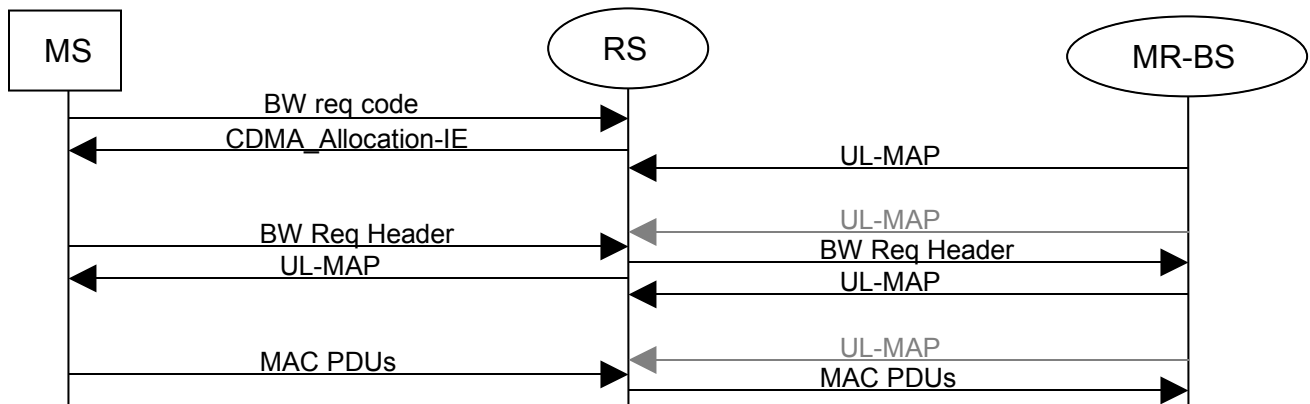 MS
RS
MR-BS
BW req code
CDMA_Allocation-IE
UL-MAP
UL-MAP
BW Req Header
BW Req Header
UL-MAP
UL-MAP
UL-MAP
MAC PDUs
MAC PDUs